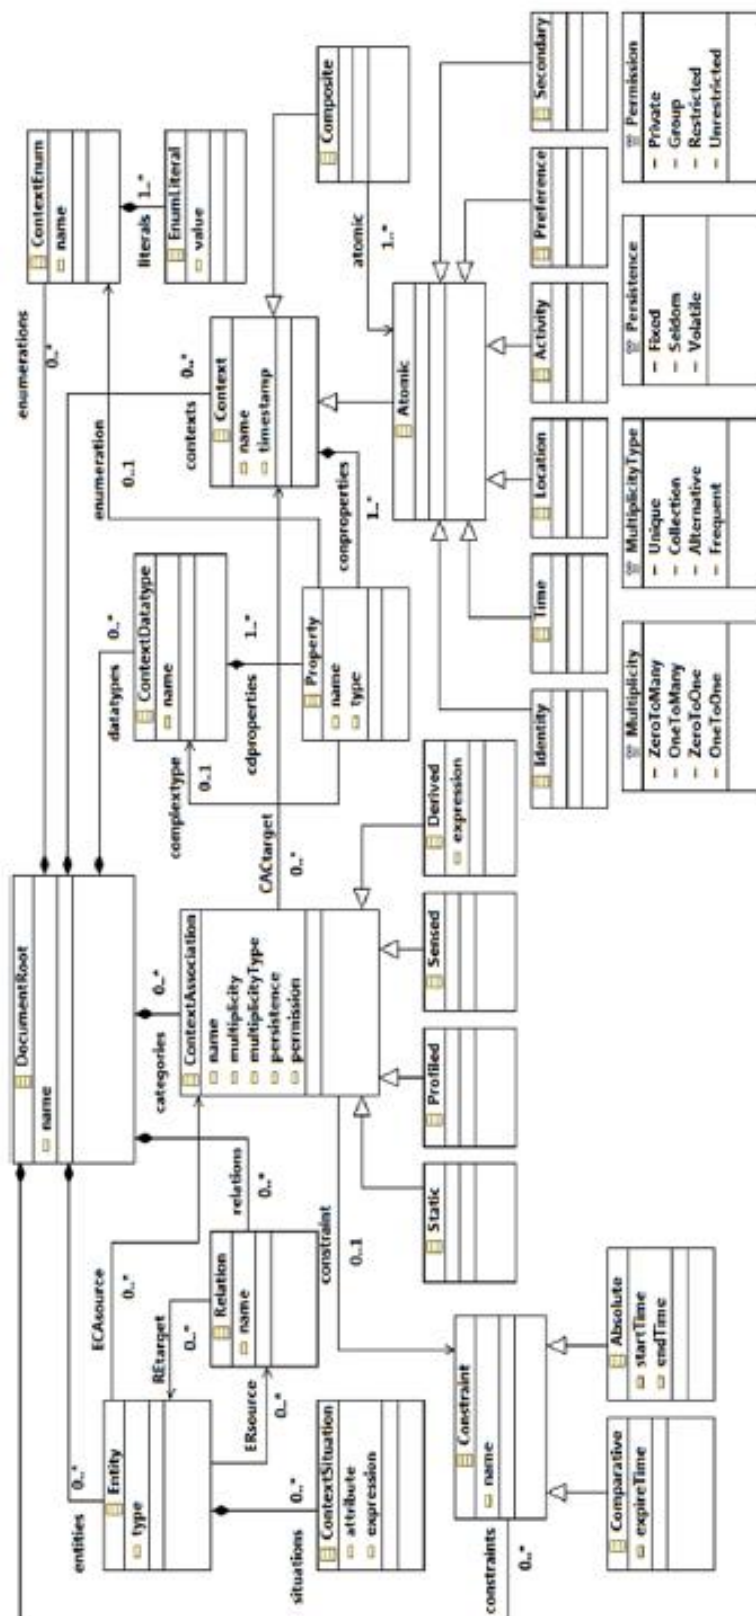 DocumentRoot
name
entities
0..*
ECAsource
0..*
categories
0..*
relations
0..*
datatypes
0..*
contexts
0..*
enumerations
0..*
Entity
type
REtarget
0..*
Relation
name
ERsource
0..*
situations
0..*
ContextSituation
attribute
expression
ContextAssociation
name
multiplicity
multiplicityType
persistence
permission
CACtarget
0..*
constraint
0..1
ContextDatatype
name
complextype
0..1
cdproperties
1..*
Property
name
type
enumeration
0..1
conproperties
1..*
Context
name
timestamp
ContextEnum
name
literals
1..*
EnumLiteral
value
Composite
atomic
1..*
Atomic
Static
Profiled
Sensed
Derived
expression
constraints
0..*
Constraint
name
Comparative
expireTime
Absolute
startTime
endTime
Identity
Time
Location
Activity
Preference
Secondary
Multiplicity
ZeroToMany
OneToMany
ZeroToOne
OneToOne
MultiplicityType
Unique
Collection
Alternative
Frequent
Persistence
Fixed
Seldom
Volatile
Permission
Private
Group
Restricted
Unrestricted